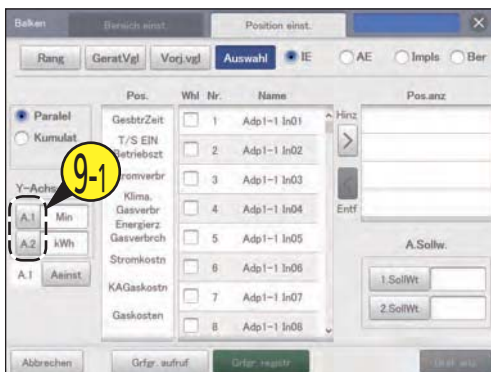 Balken
Bereich einst.
Position einst.
Rang
GerätVgl
Vorj.vgl
Auswahl
IE
AE
Impls
Ber
Paralel
Kumulat
Y-Achs
A.1
Min
A.2
kWh
A.1
Aeinst
9-1
Pos.
Whl
Nr.
Name
GesbtrZeit
1
Adp1-1 In01
T/S EIN
Betriebszt
2
Adp1-1 In02
romverbr
3
Adp1-1 In03
Klima.
Gasverbr
4
Adp1-1 In04
Energierz
Gasverbrch
5
Adp1-1 In05
Stromkostn
6
Adp1-1 In06
KAGaskostn
7
Adp1-1 In07
Gaskosten
8
Adp1-1 In08
Hinz
Entf
Pos.anz
A.Sollw.
1.SollWt
2.SollWt
Abbrechen
Grfgr. aufruf
Grfgr. registr